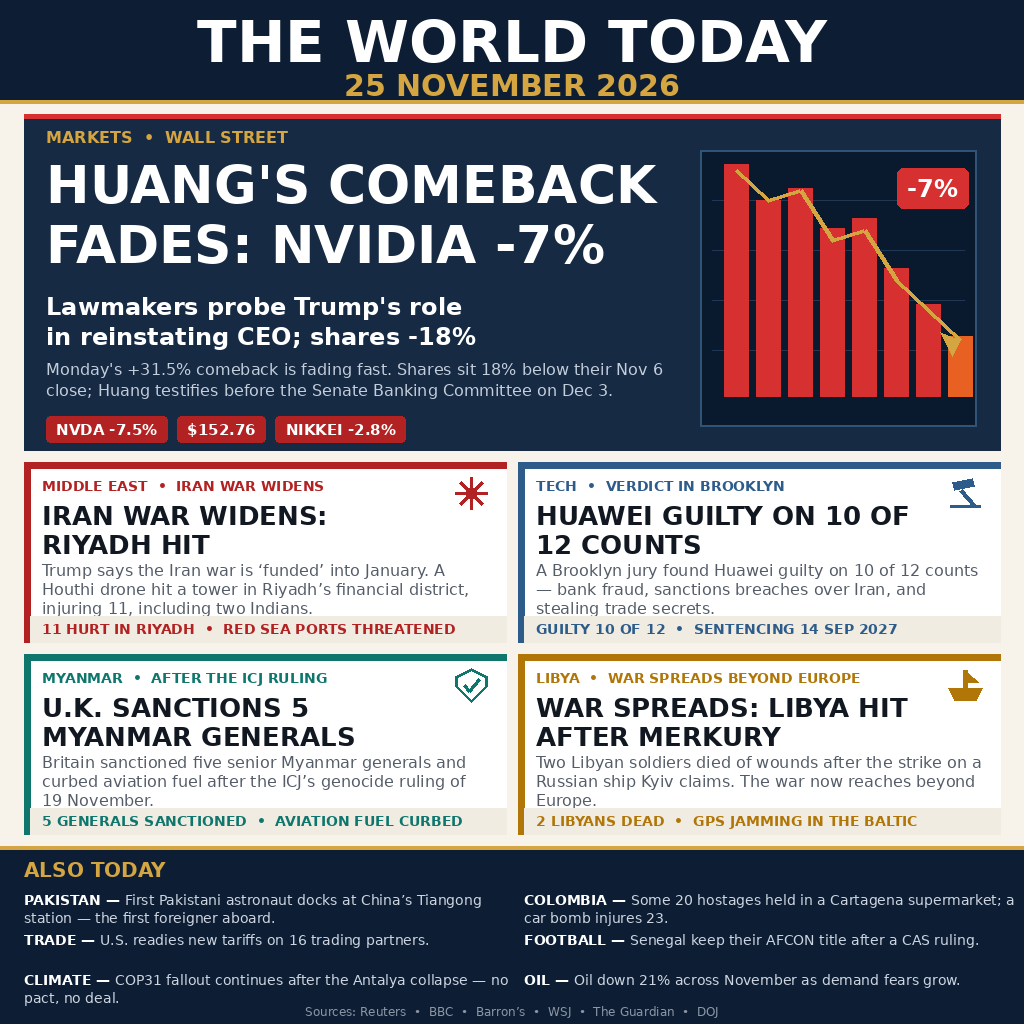 THE WORLD TODAY
25 NOVEMBER 2026
MARKETS • WALL STREET
HUANG'S COMEBACK
FADES: NVIDIA -7%
Lawmakers probe Trump's role
in reinstating CEO; shares -18%
Monday's +31.5% comeback is fading fast. Shares sit 18% below their Nov 6
close; Huang testifies before the Senate Banking Committee on Dec 3.
NVDA -7.5% $152.76 NIKKEI -2.8%
-7%
MIDDLE EAST • IRAN WAR WIDENS
IRAN WAR WIDENS:
RIYADH HIT
Trump says the Iran war is ‘funded’ into January. A
Houthi drone hit a tower in Riyadh’s financial district,
injuring 11, including two Indians.
11 HURT IN RIYADH • RED SEA PORTS THREATENED
TECH • VERDICT IN BROOKLYN
HUAWEI GUILTY ON 10 OF
12 COUNTS
A Brooklyn jury found Huawei guilty on 10 of 12 counts
— bank fraud, sanctions breaches over Iran, and
stealing trade secrets.
GUILTY 10 OF 12 • SENTENCING 14 SEP 2027
MYANMAR • AFTER THE ICJ RULING
U.K. SANCTIONS 5
MYANMAR GENERALS
Britain sanctioned five senior Myanmar generals and
curbed aviation fuel after the ICJ’s genocide ruling of
19 November.
5 GENERALS SANCTIONED • AVIATION FUEL CURBED
LIBYA • WAR SPREADS BEYOND EUROPE
WAR SPREADS: LIBYA HIT
AFTER MERKURY
Two Libyan soldiers died of wounds after the strike on a
Russian ship Kyiv claims. The war now reaches beyond
Europe.
2 LIBYANS DEAD • GPS JAMMING IN THE BALTIC
ALSO TODAY
PAKISTAN — First Pakistani astronaut docks at China’s Tiangong
station — the first foreigner aboard.
TRADE — U.S. readies new tariffs on 16 trading partners.
CLIMATE — COP31 fallout continues after the Antalya collapse — no
pact, no deal.
COLOMBIA — Some 20 hostages held in a Cartagena supermarket; a
car bomb injures 23.
FOOTBALL — Senegal keep their AFCON title after a CAS ruling.
OIL — Oil down 21% across November as demand fears grow.
Sources: Reuters • BBC • Barron’s • WSJ • The Guardian • DOJ